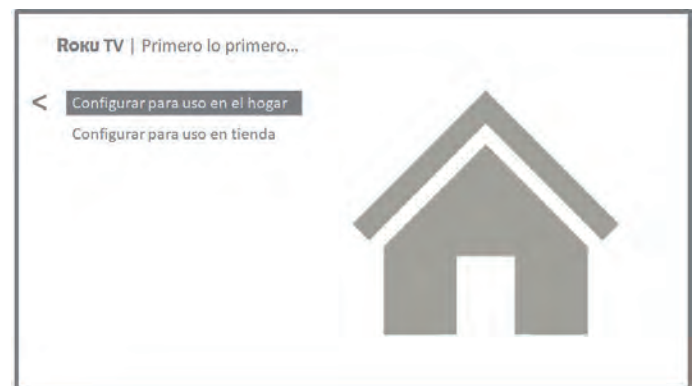 ROKU TV | Primero lo primero...
< Configurar para uso en el hogar
Configurar para uso en tienda